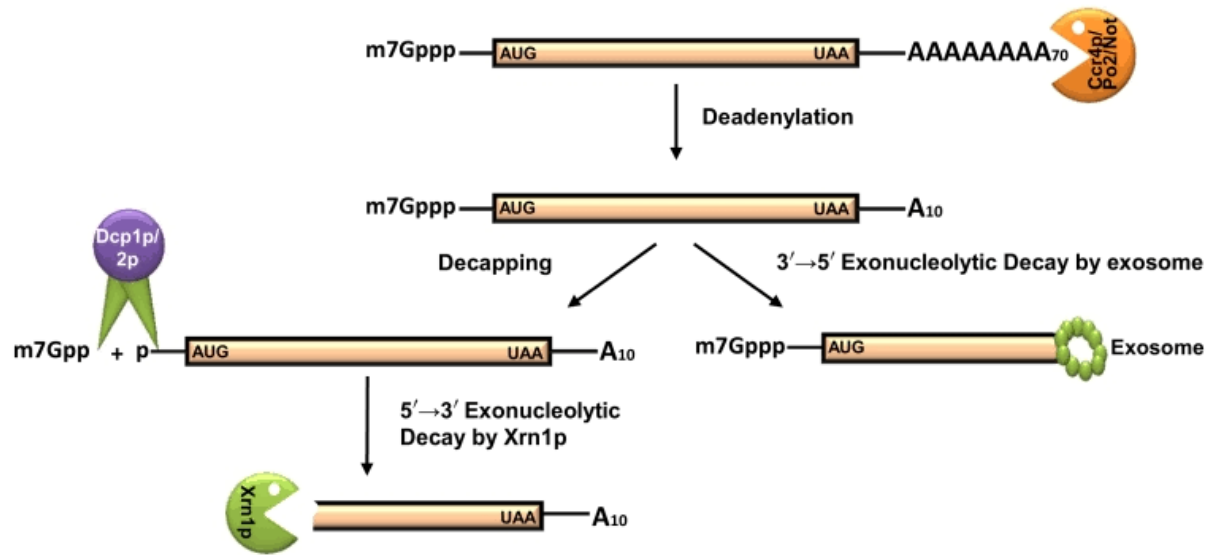 m7Gppp AUG UAA AAAAAAAA70 Ccr4p/
Po2/Not
Deadenylation
m7Gppp AUG UAA A10
Dcp1p/
2p
Decapping
3′→5′ Exonucleolytic Decay by exosome
m7Gpp + p AUG UAA A10
m7Gppp AUG Exosome
5′→3′ Exonucleolytic
Decay by Xrn1p
Xrn1p UAA A10